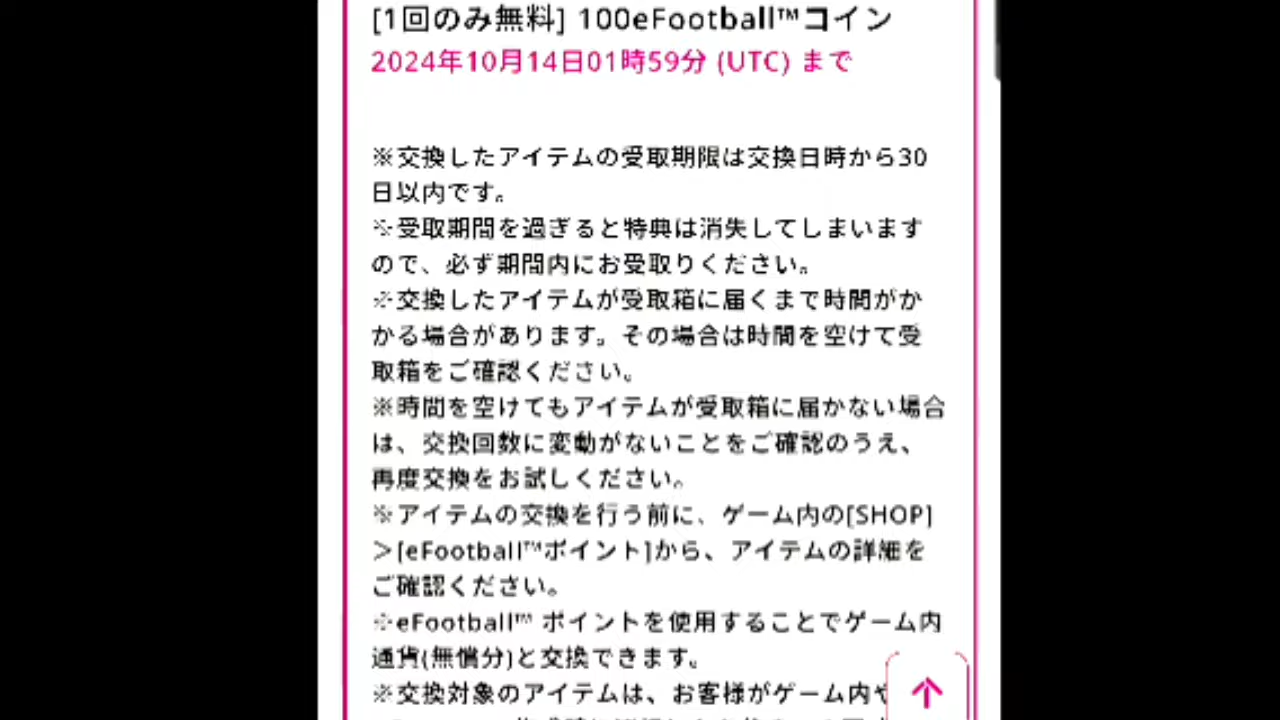 [1回のみ無料] 100eFootball™コイン
2024年10月14日01時59分 (UTC) まで
※交換したアイテムの受取期限は交換日時から30
日以内です。
※受取期間を過ぎると特典は消失してしまいます
ので、必ず期間内にお受取りください。
※交換したアイテムが受取箱に届くまで時間がか
かる場合があります。その場合は時間を空けて受
取箱をご確認ください。
※時間を空けてもアイテムが受取箱に届かない場合
は、交換回数に変動がないことをご確認のうえ、
再度交換をお試しください。
※アイテムの交換を行う前に、ゲーム内の[SHOP]
＞[eFootball™ポイント]から、アイテムの詳細を
ご確認ください。
※eFootball™ ポイントを使用することでゲーム内
通貨(無償分)と交換できます。
※交換対象のアイテムは、お客様がゲーム内